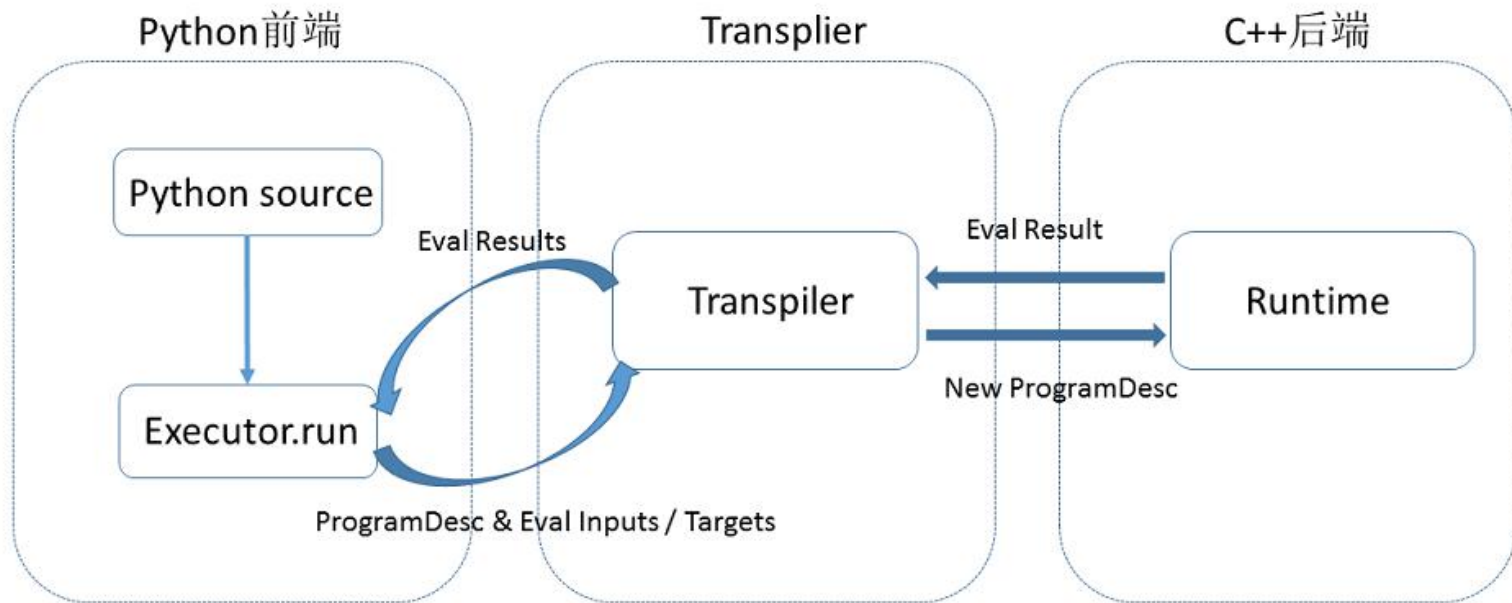 Python前端
Transplier
C++后端
Python source
Eval Results
Eval Result
Transpiler
Runtime
New ProgramDesc
Executor.run
ProgramDesc & Eval Inputs / Targets